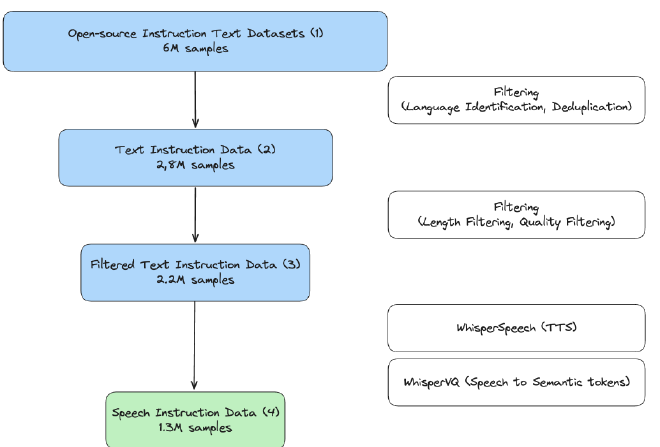 Open-source Instruction Text Datasets (1)
6M samples
Filtering
(Language Identification, Deduplication)
Text Instruction Data (2)
2,8M samples
Filtering
(Length Filtering, Quality Filtering)
Filtered Text Instruction Data (3)
2.2M samples
WhisperSpeech (TTS)
WhisperVQ (Speech to Semantic tokens)
Speech Instruction Data (4)
1.3M samples